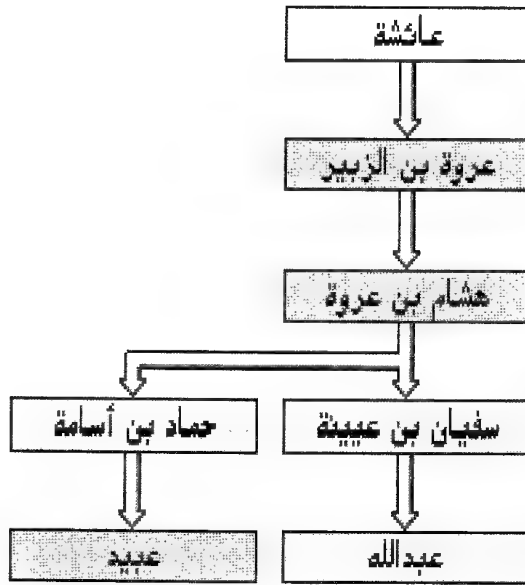 عائشة
عروة بن الزبير
هشام بن عروة
سفيان بن عيينة
حماد بن أسامة
عبدالله
عبيد